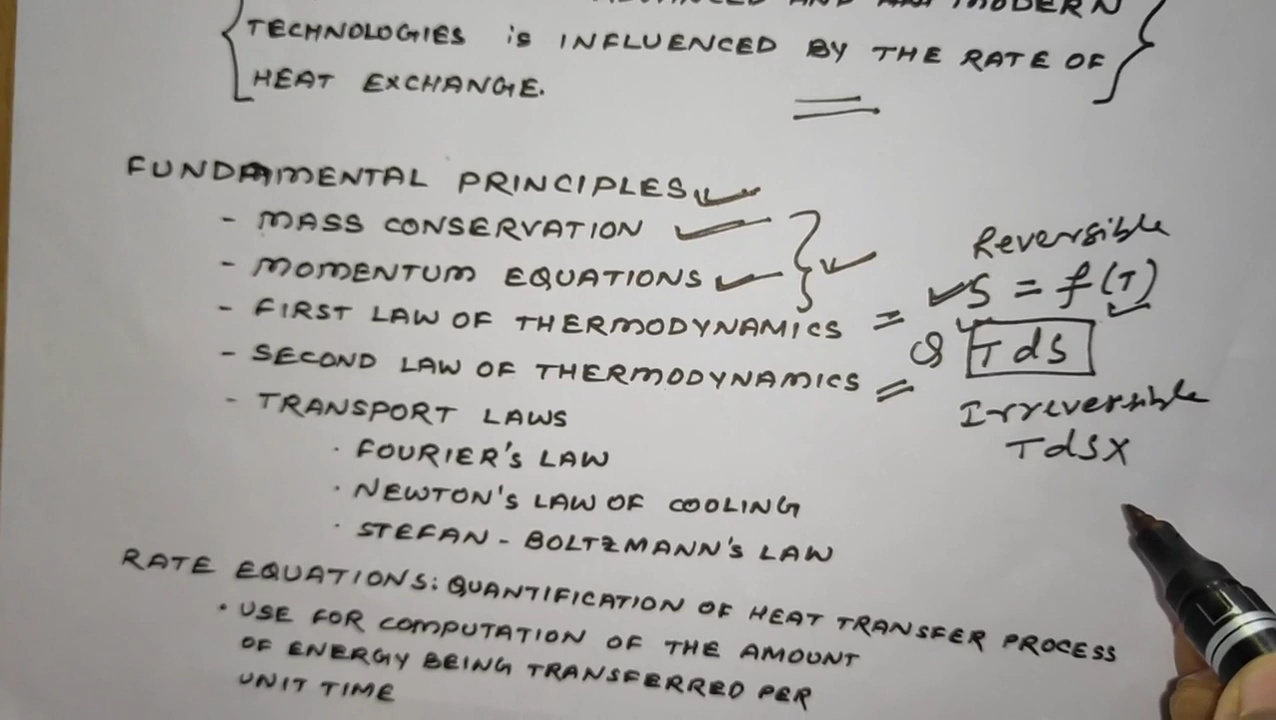 AND MODERN
TECHNOLOGIES is INFLUENCED BY THE RATE OF
HEAT EXCHANGE.
FUNDAMENTAL PRINCIPLES
- MASS CONSERVATION
- MOMENTUM EQUATIONS
- FIRST LAW OF THERMODYNAMICS =
- SECOND LAW OF THERMODYNAMICS =
- TRANSPORT LAWS
· FOURIER'S LAW
· NEWTON'S LAW OF COOLING
· STEFAN - BOLTZMANN'S LAW
RATE EQUATIONS: QUANTIFICATION OF HEAT TRANSFER PROCESS
· USE FOR COMPUTATION OF THE AMOUNT
OF ENERGY BEING TRANSFERRED PER
UNIT TIME
Reversible
S = f(T)
TdS
Irreversible
TdSX